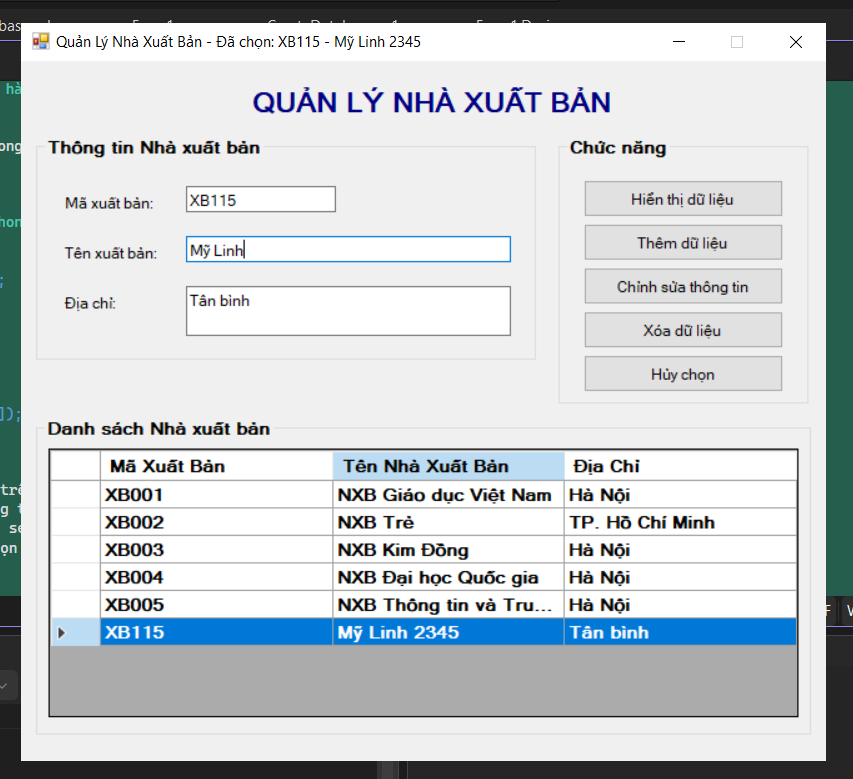 Quản Lý Nhà Xuất Bản - Đã chọn: XB115 - Mỹ Linh 2345
QUẢN LÝ NHÀ XUẤT BẢN
Thông tin Nhà xuất bản
Mã xuất bản: XB115
Tên xuất bản: Mỹ Linh
Địa chỉ: Tân bình
Chức năng
Hiển thị dữ liệu
Thêm dữ liệu
Chỉnh sửa thông tin
Xóa dữ liệu
Hủy chọn
Danh sách Nhà xuất bản
Mã Xuất Bản Tên Nhà Xuất Bản Địa Chỉ
XB001 NXB Giáo dục Việt Nam Hà Nội
XB002 NXB Trẻ TP. Hồ Chí Minh
XB003 NXB Kim Đồng Hà Nội
XB004 NXB Đại học Quốc gia Hà Nội
XB005 NXB Thông tin và Tru... Hà Nội
XB115 Mỹ Linh 2345 Tân bình